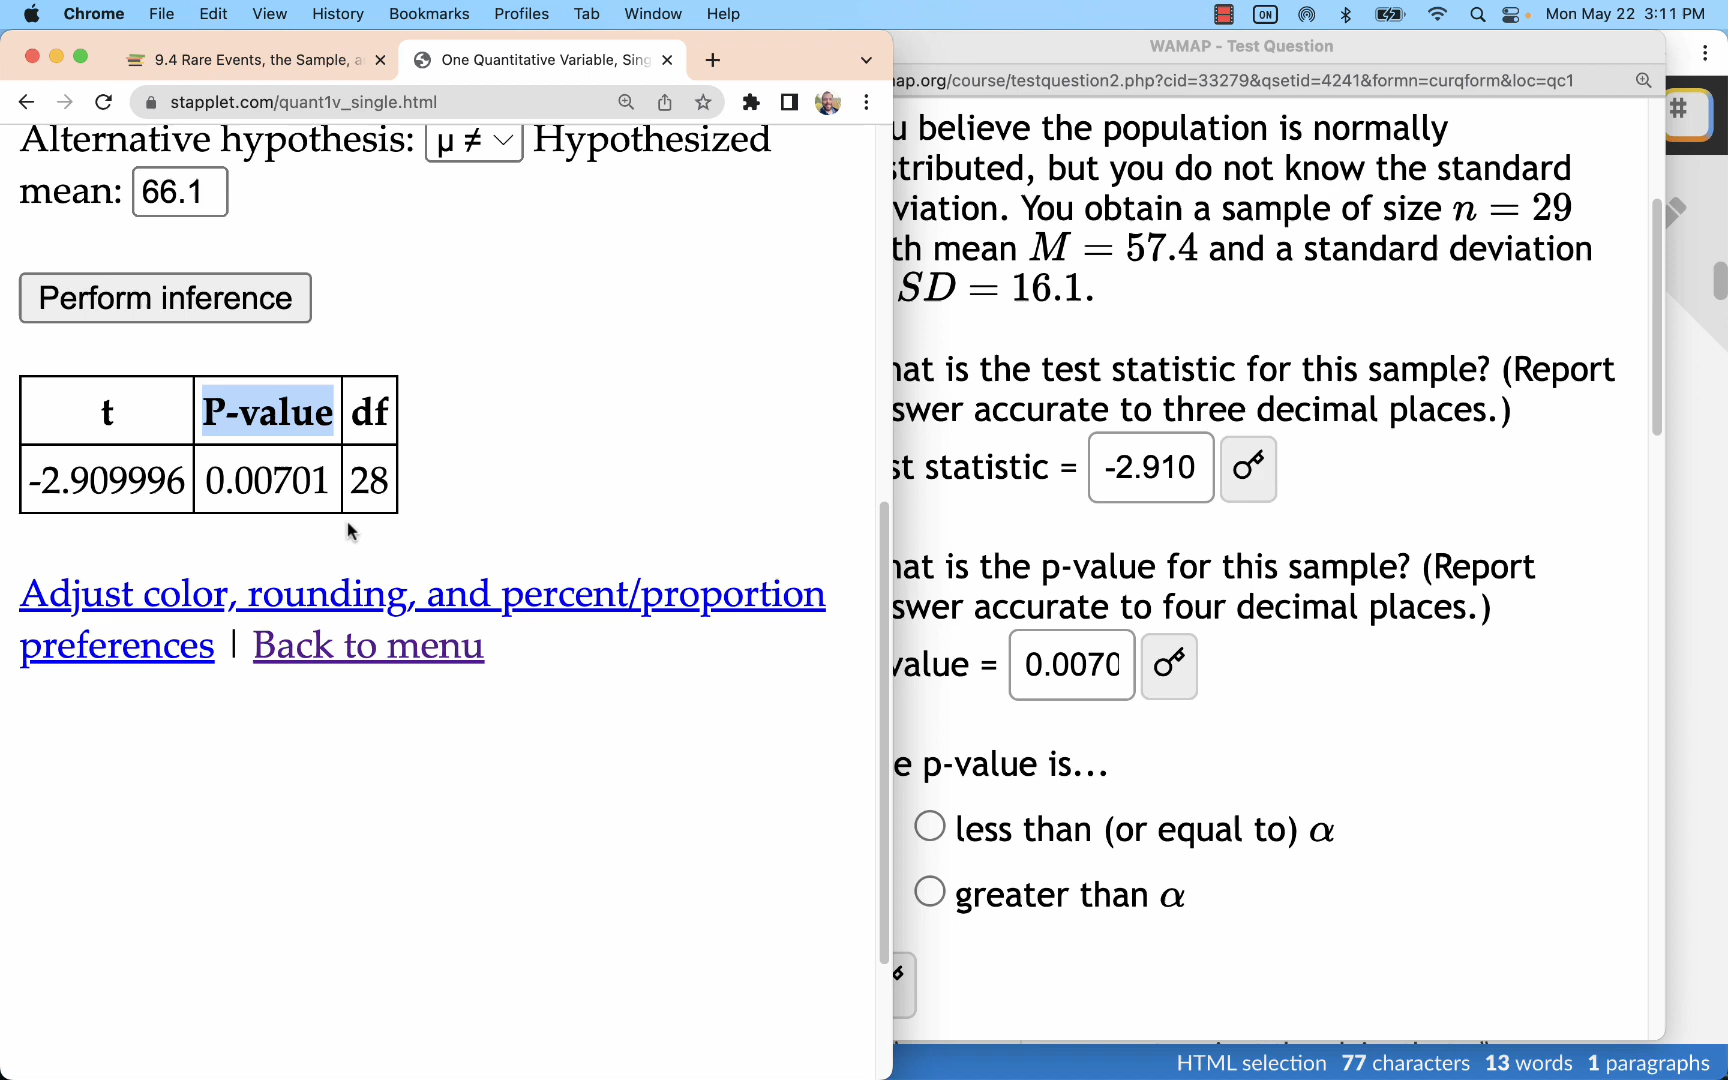 Chrome File Edit View History Bookmarks Profiles Tab Window Help ON Mon May 22 3:11 PM
9.4 Rare Events, the Sample, a
One Quantitative Variable, Sing
stapplet.com/quant1v_single.html
Alternative hypothesis: μ ≠ Hypothesized
mean: 66.1
Perform inference
t P-value df
-2.909996 0.00701 28
Adjust color, rounding, and percent/proportion
preferences | Back to menu
WAMAP - Test Question
ap.org/course/testquestion2.php?cid=33279&qsetid=4241&formn=curqform&loc=qc1
#
u believe the population is normally
tributed, but you do not know the standard
viation. You obtain a sample of size n = 29
th mean M = 57.4 and a standard deviation
SD = 16.1.
at is the test statistic for this sample? (Report
swer accurate to three decimal places.)
st statistic = -2.910
at is the p-value for this sample? (Report
swer accurate to four decimal places.)
value = 0.0070
e p-value is...
less than (or equal to) α
greater than α
HTML selection 77 characters 13 words 1 paragraphs